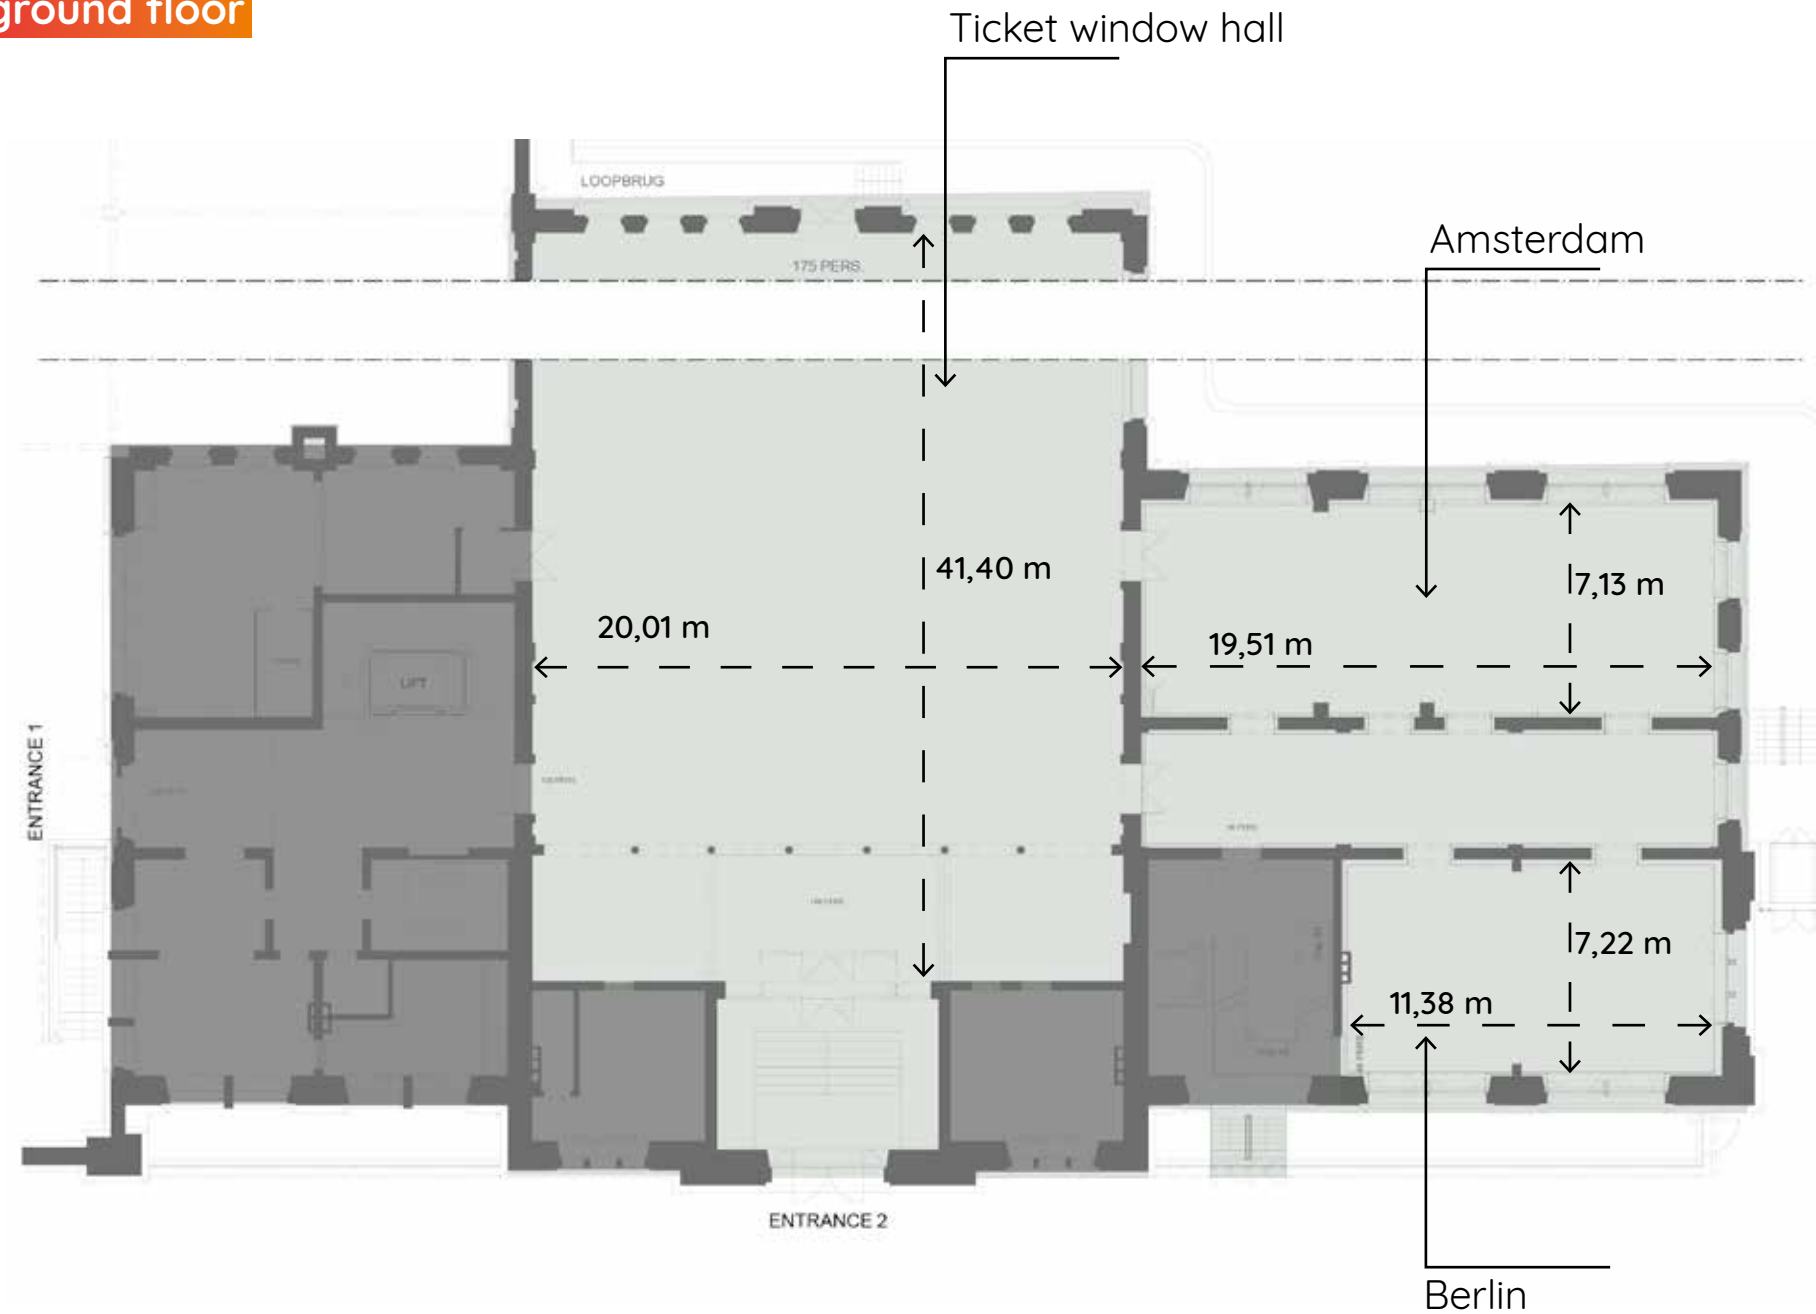 ground floor
Ticket window hall
LOOPBRUG
Amsterdam
175 PERS.
41,40 m
7,13 m
20,01 m
19,51 m
LIFT
ENTRANCE 1
7,22 m
11,38 m
ENTRANCE 2
Berlin